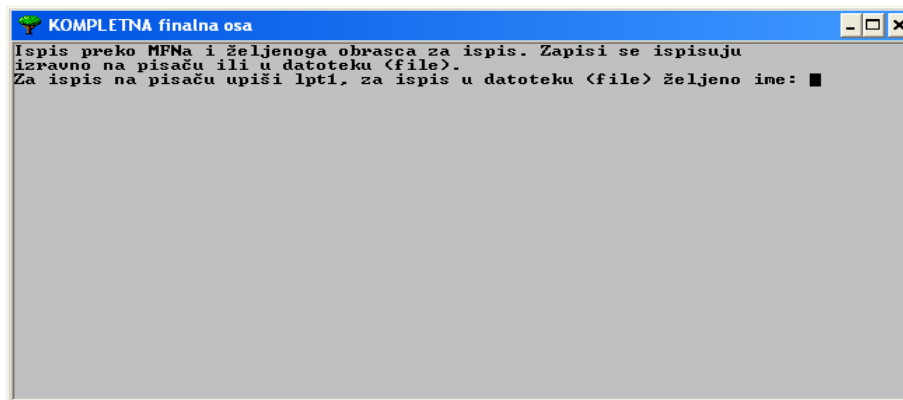 KOMPLETNA finalna osa
Ispis preko MFNa i željenoga obrasca za ispis. Zapisi se ispisuju
izravno na pisaču ili u datoteku (file).
Za ispis na pisaču upiši lpt1, za ispis u datoteku (file) željeno ime: